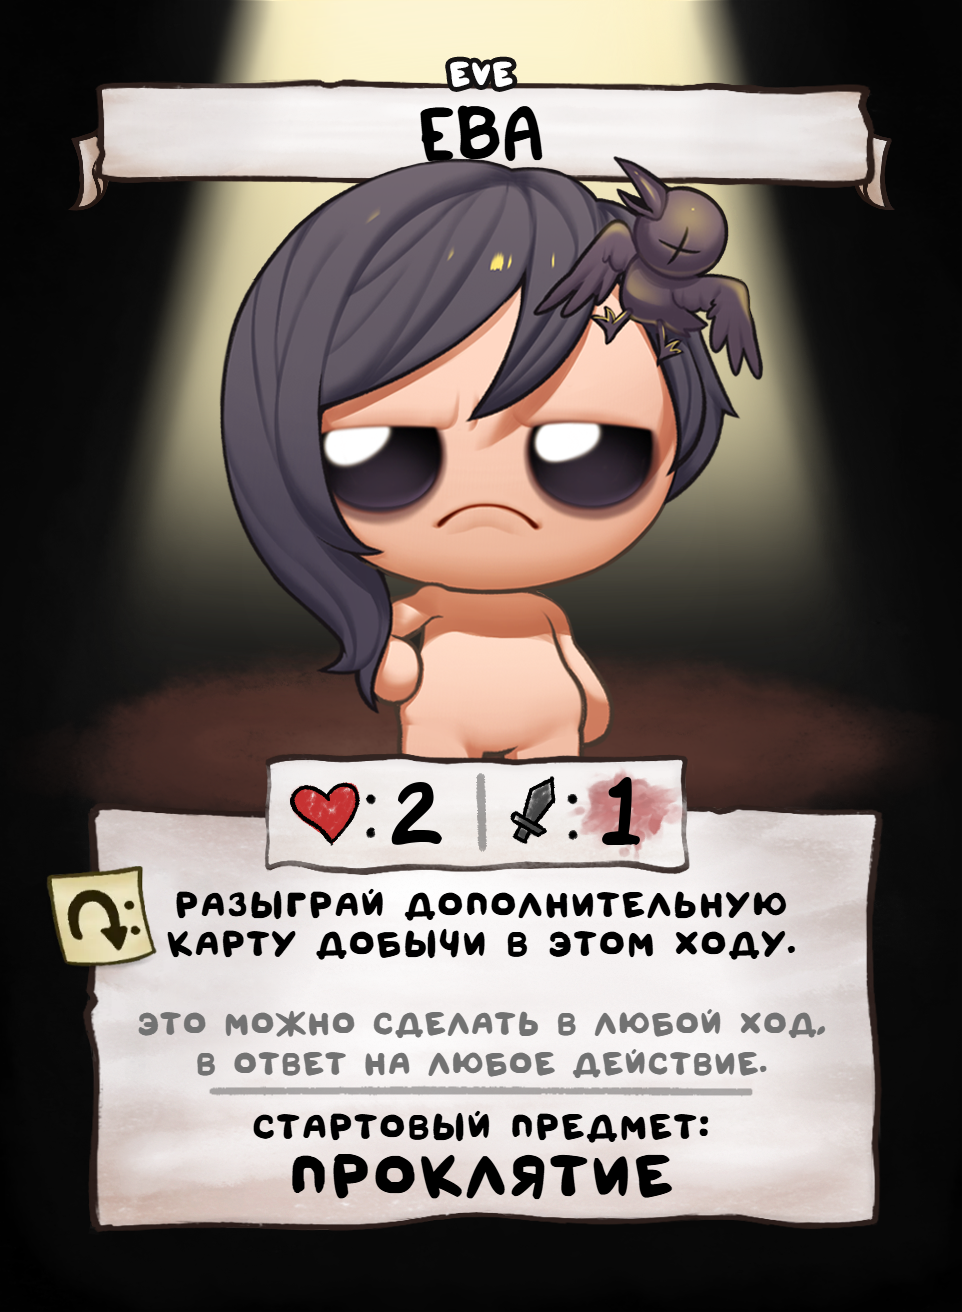 EVE
ЕВА
:2 | :1
РАЗЫГРАЙ ДОПОЛНИТЕЛЬНУЮ
КАРТУ ДОБЫЧИ В ЭТОМ ХОДУ.
ЭТО МОЖНО СДЕЛАТЬ В ЛЮБОЙ ХОД,
В ОТВЕТ НА ЛЮБОЕ ДЕЙСТВИЕ.
СТАРТОВЫЙ ПРЕДМЕТ:
ПРОКЛЯТИЕ